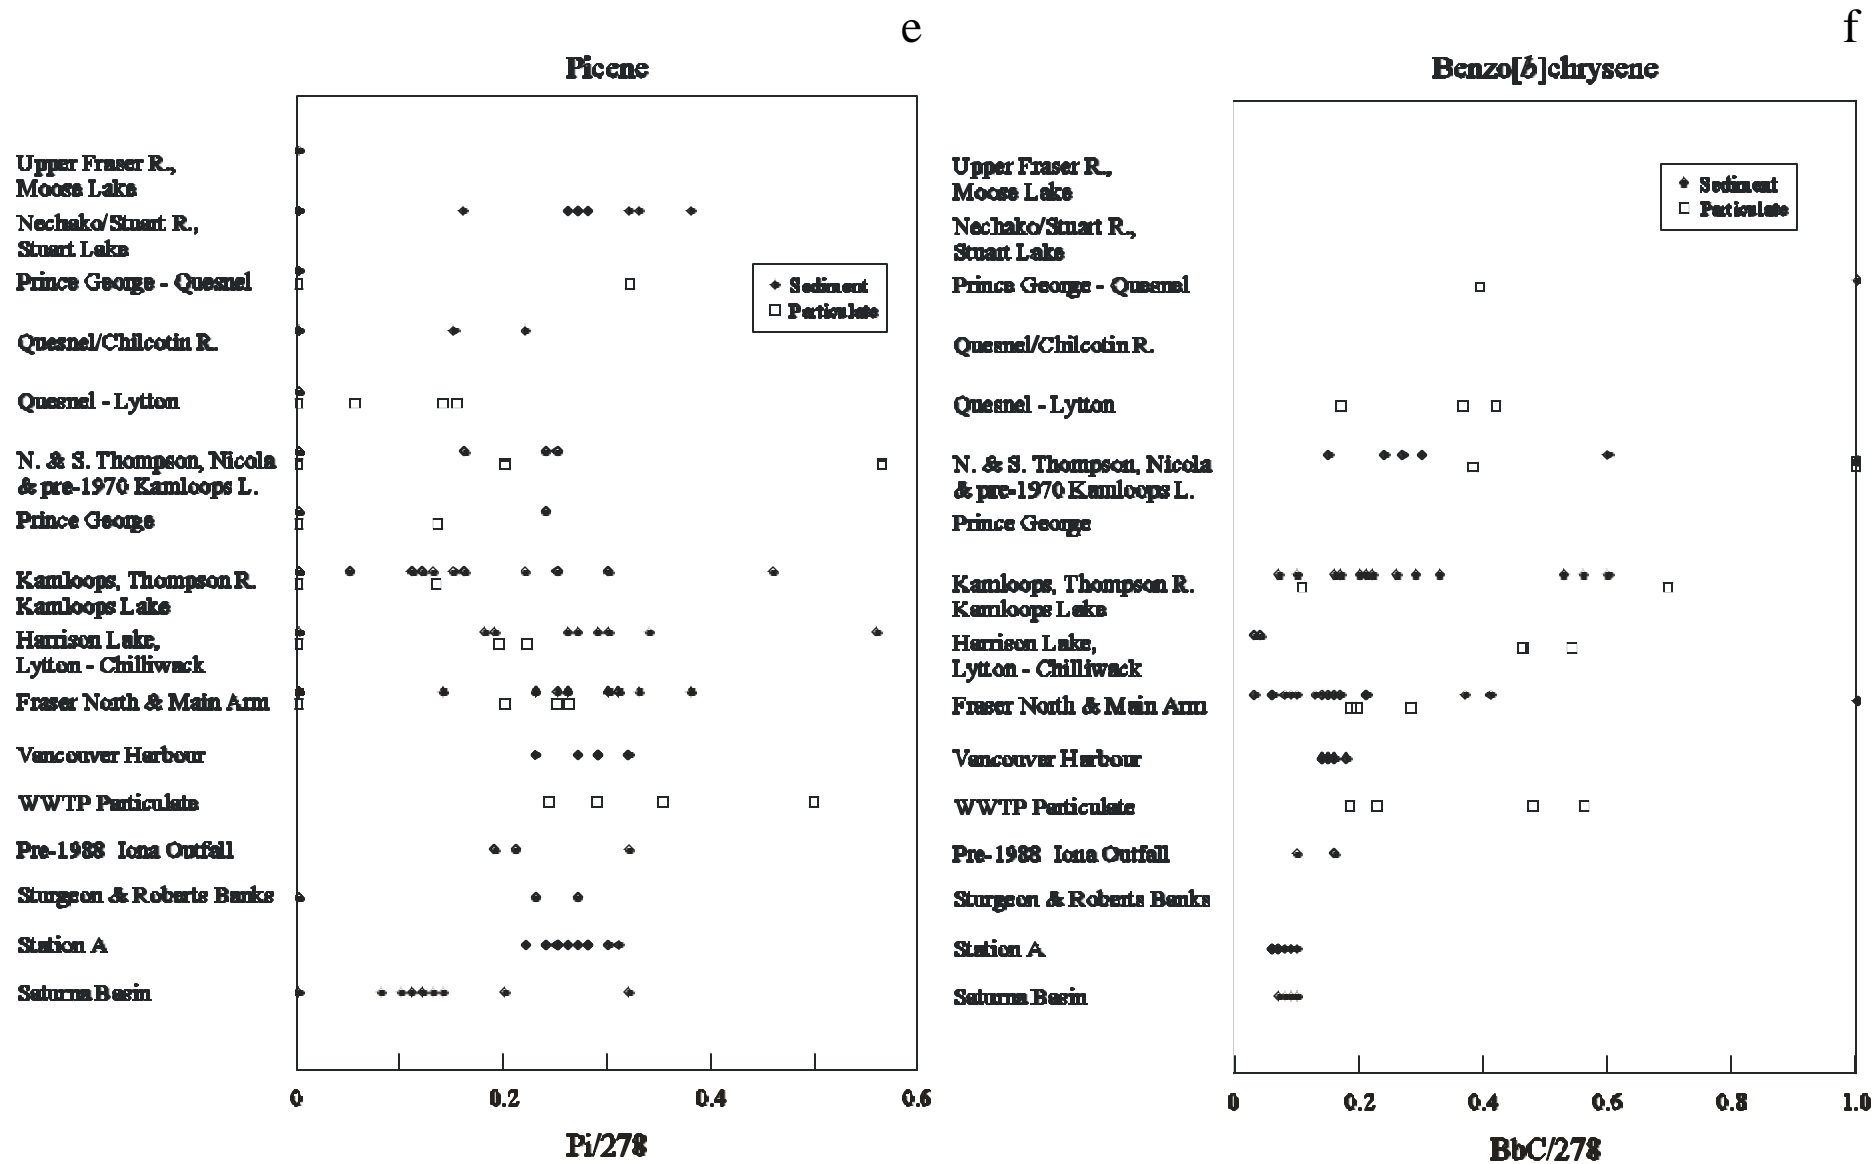 e
Picene
Upper Fraser R.,
Moose Lake
Nechako/Stuart R.,
Stuart Lake
Prince George - Quesnel
Quesnel/Chilcotin R.
Quesnel - Lytton
N. & S. Thompson, Nicola
& pre-1970 Kamloops L.
Prince George
Kamloops, Thompson R.
Kamloops Lake
Harrison Lake,
Lytton - Chilliwack
Fraser North & Main Arm
Vancouver Harbour
WWTP Particulate
Pre-1988 Iona Outfall
Sturgeon & Roberts Banks
Station A
Saturna Basin
Sediment
Particulate
0 0.2 0.4 0.6
Pi/278
f
Benzo[b]chrysene
Upper Fraser R.,
Moose Lake
Nechako/Stuart R.,
Stuart Lake
Prince George - Quesnel
Quesnel/Chilcotin R.
Quesnel - Lytton
N. & S. Thompson, Nicola
& pre-1970 Kamloops L.
Prince George
Kamloops, Thompson R.
Kamloops Lake
Harrison Lake,
Lytton - Chilliwack
Fraser North & Main Arm
Vancouver Harbour
WWTP Particulate
Pre-1988 Iona Outfall
Sturgeon & Roberts Banks
Station A
Saturna Basin
Sediment
Particulate
0 0.2 0.4 0.6 0.8 1.0
BbC/278